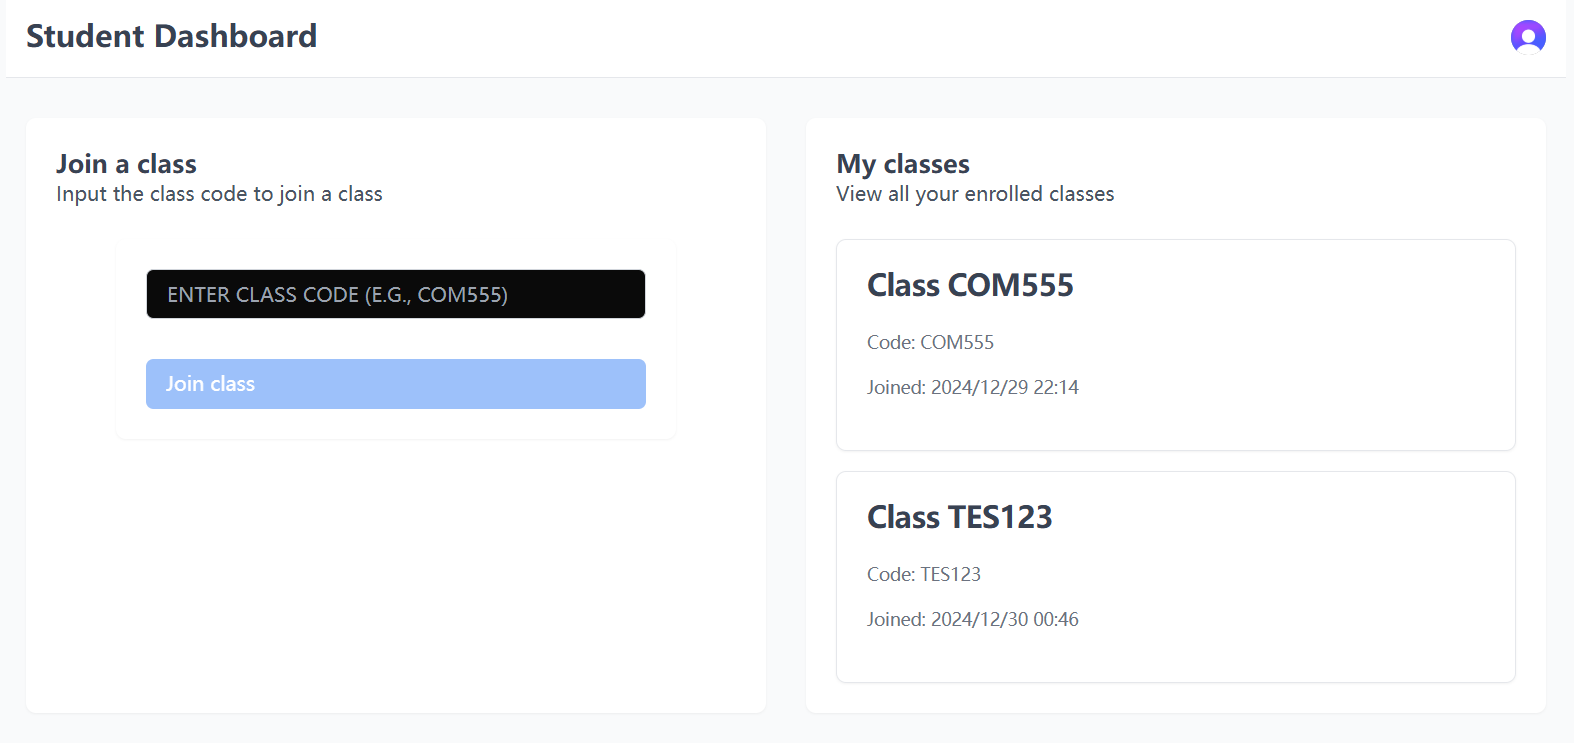 Student Dashboard
Join a class
Input the class code to join a class
ENTER CLASS CODE (E.G., COM555)
Join class
My classes
View all your enrolled classes
Class COM555
Code: COM555
Joined: 2024/12/29 22:14
Class TES123
Code: TES123
Joined: 2024/12/30 00:46